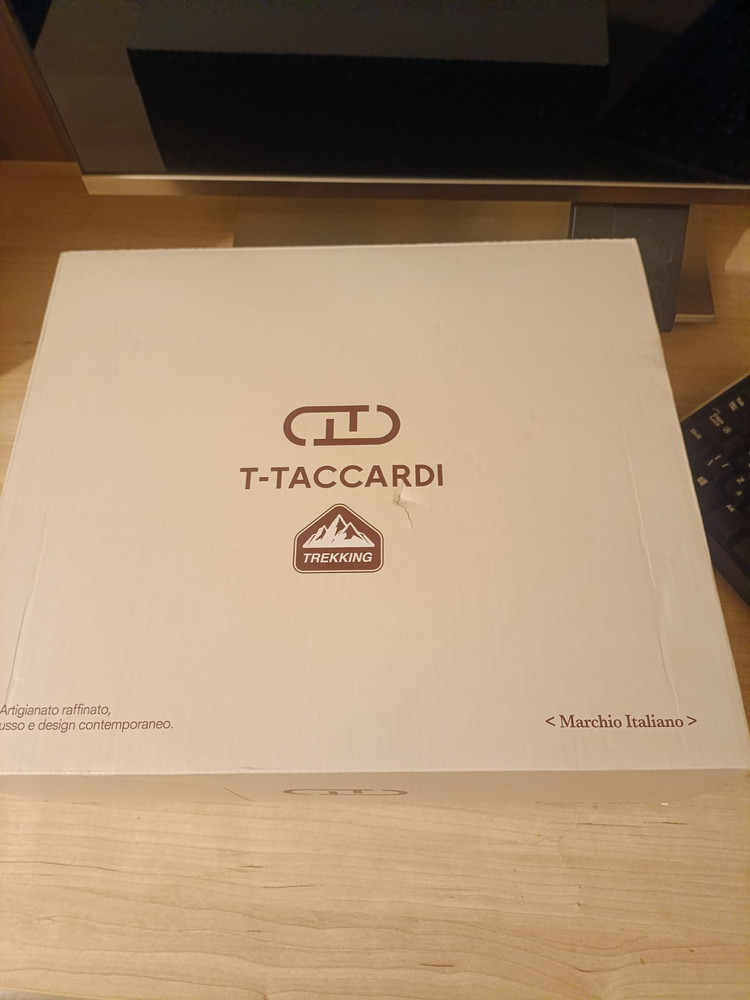 T-TACCARDI
TREKKING
Artigianato raffinato,
usso e design contemporaneo.
< Marchio Italiano >